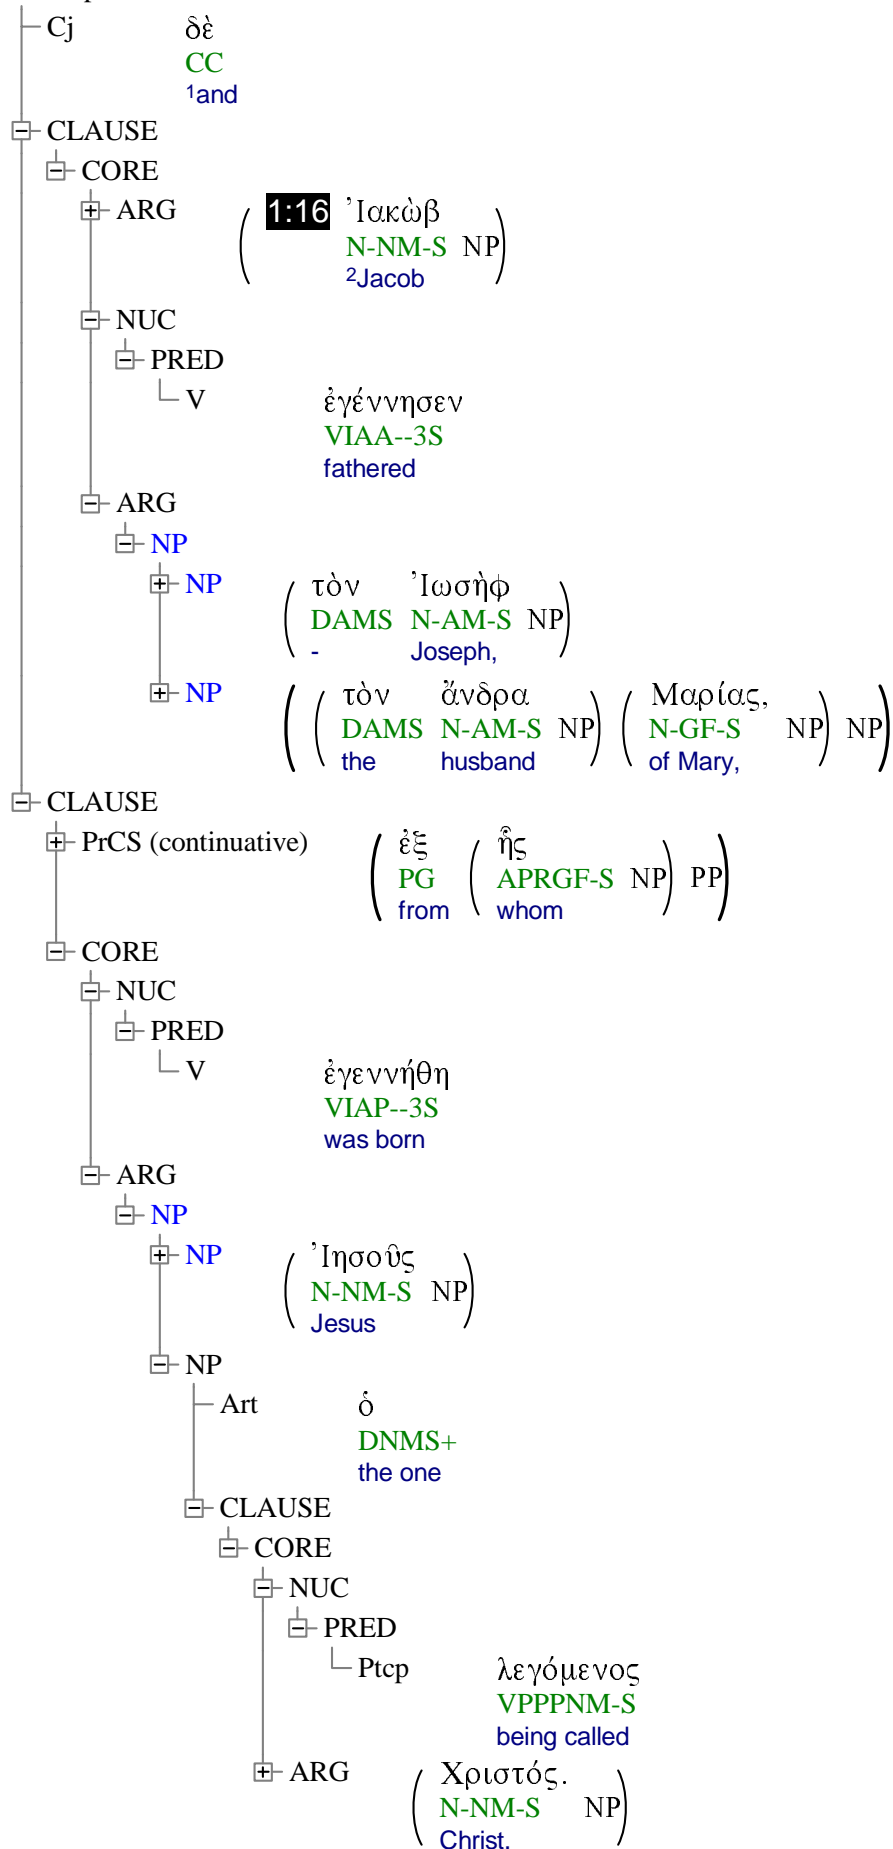 Cj δὲ
CC
1and
CLAUSE
CORE
ARG ( 1:16 Ἰακὼβ
N-NM-S NP)
2Jacob
NUC
PRED
V ἐγέννησεν
VIAA--3S
fathered
ARG
NP
NP ( τὸν Ἰωσὴφ
DAMS N-AM-S NP)
- Joseph,
NP ( ( τὸν ἄνδρα ) ( Μαρίας, )
DAMS N-AM-S NP N-GF-S NP NP)
the husband of Mary,
CLAUSE
PrCS (continuative) ( ἐξ ( ἧς
PG APRGF-S NP) PP)
from whom
CORE
NUC
PRED
V ἐγεννήθη
VIAP--3S
was born
ARG
NP
NP ( Ἰησοῦς
N-NM-S NP)
Jesus
NP
Art ὁ
DNMS+
the one
CLAUSE
CORE
NUC
PRED
Ptcp λεγόμενος
VPPPNM-S
being called
ARG ( Χριστός.
N-NM-S NP)
Christ.